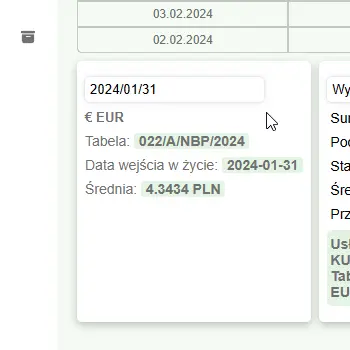 03.02.2024
02.02.2024
2024/01/31
€ EUR
Tabela: 022/A/NBP/2024
Data wejścia w życie: 2024-01-31
Średnia: 4.3434 PLN
Wy
Sur
Poc
Sta
Śre
Prz
Usł
KU
Tab
EU